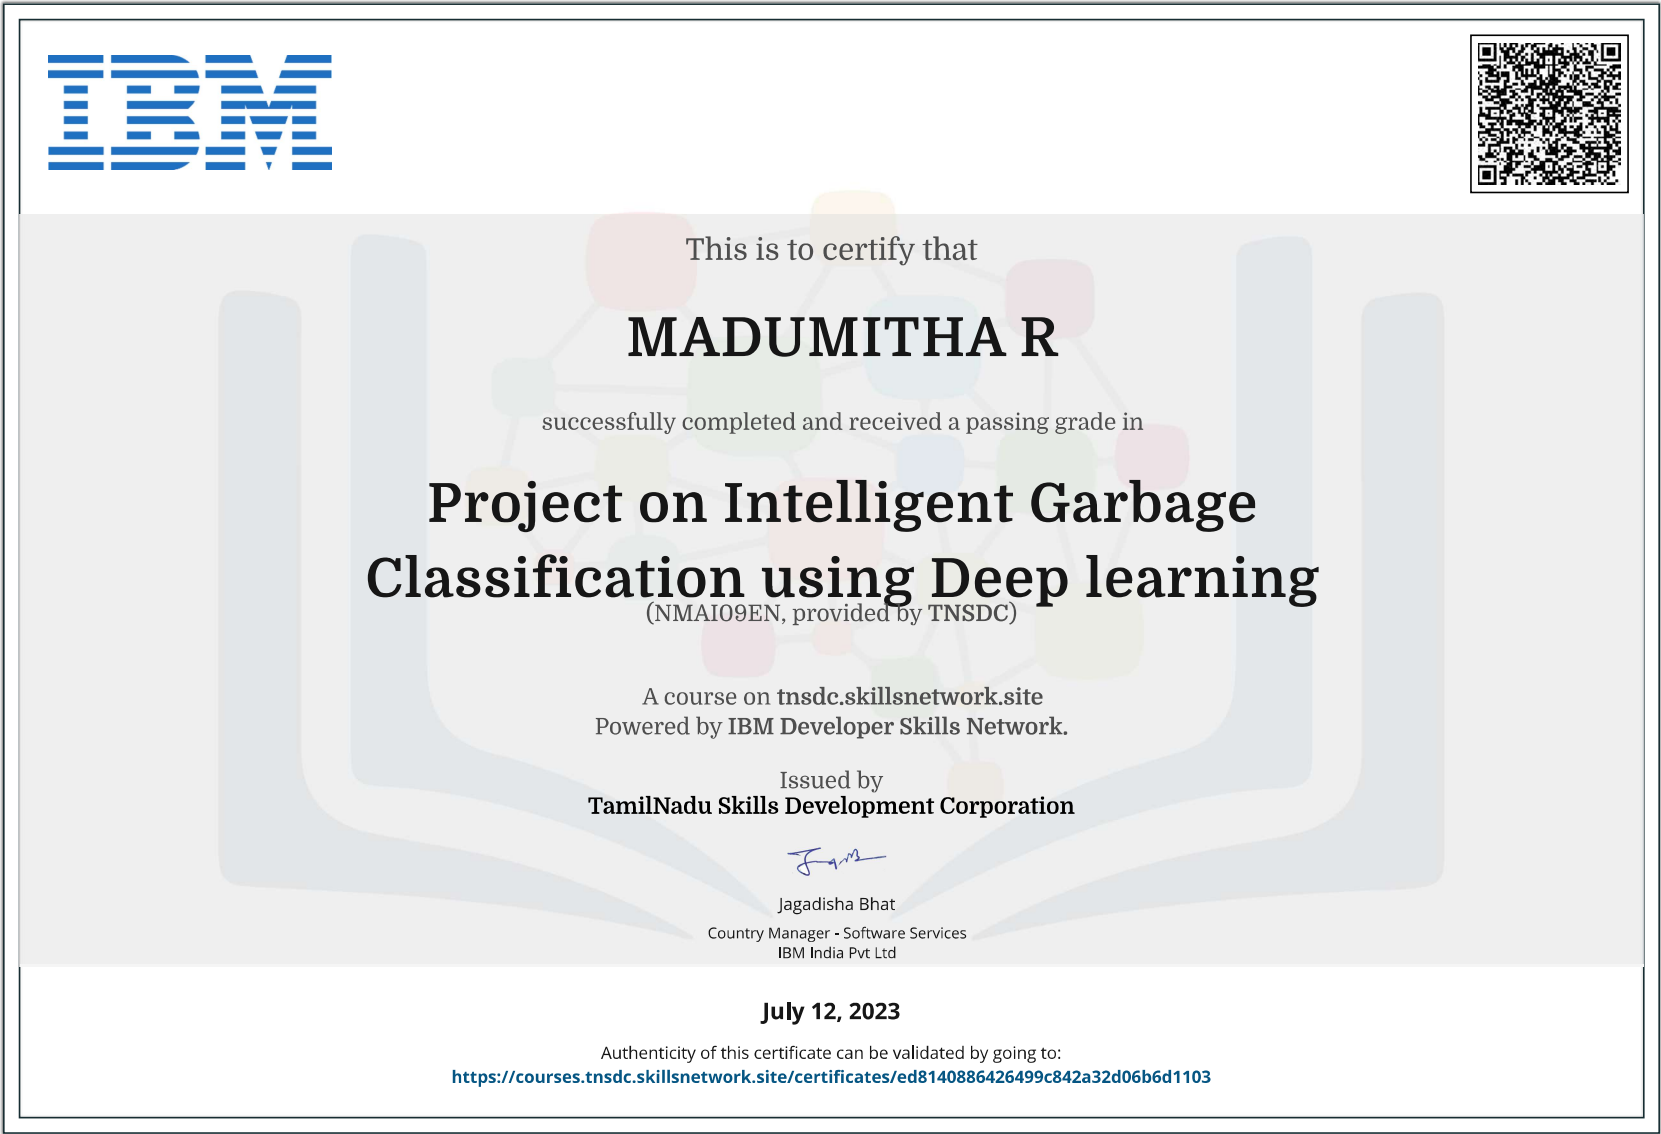 IBM
This is to certify that
MADUMITHA R
successfully completed and received a passing grade in
Project on Intelligent Garbage
Classification using Deep learning
(NMAI09EN, provided by TNSDC)
A course on tnsdc.skillsnetwork.site
Powered by IBM Developer Skills Network.
Issued by
TamilNadu Skills Development Corporation
Jagadisha Bhat
Country Manager - Software Services
IBM India Pvt Ltd
July 12, 2023
Authenticity of this certificate can be validated by going to:
https://courses.tnsdc.skillsnetwork.site/certificates/ed8140886426499c842a32d06b6d1103